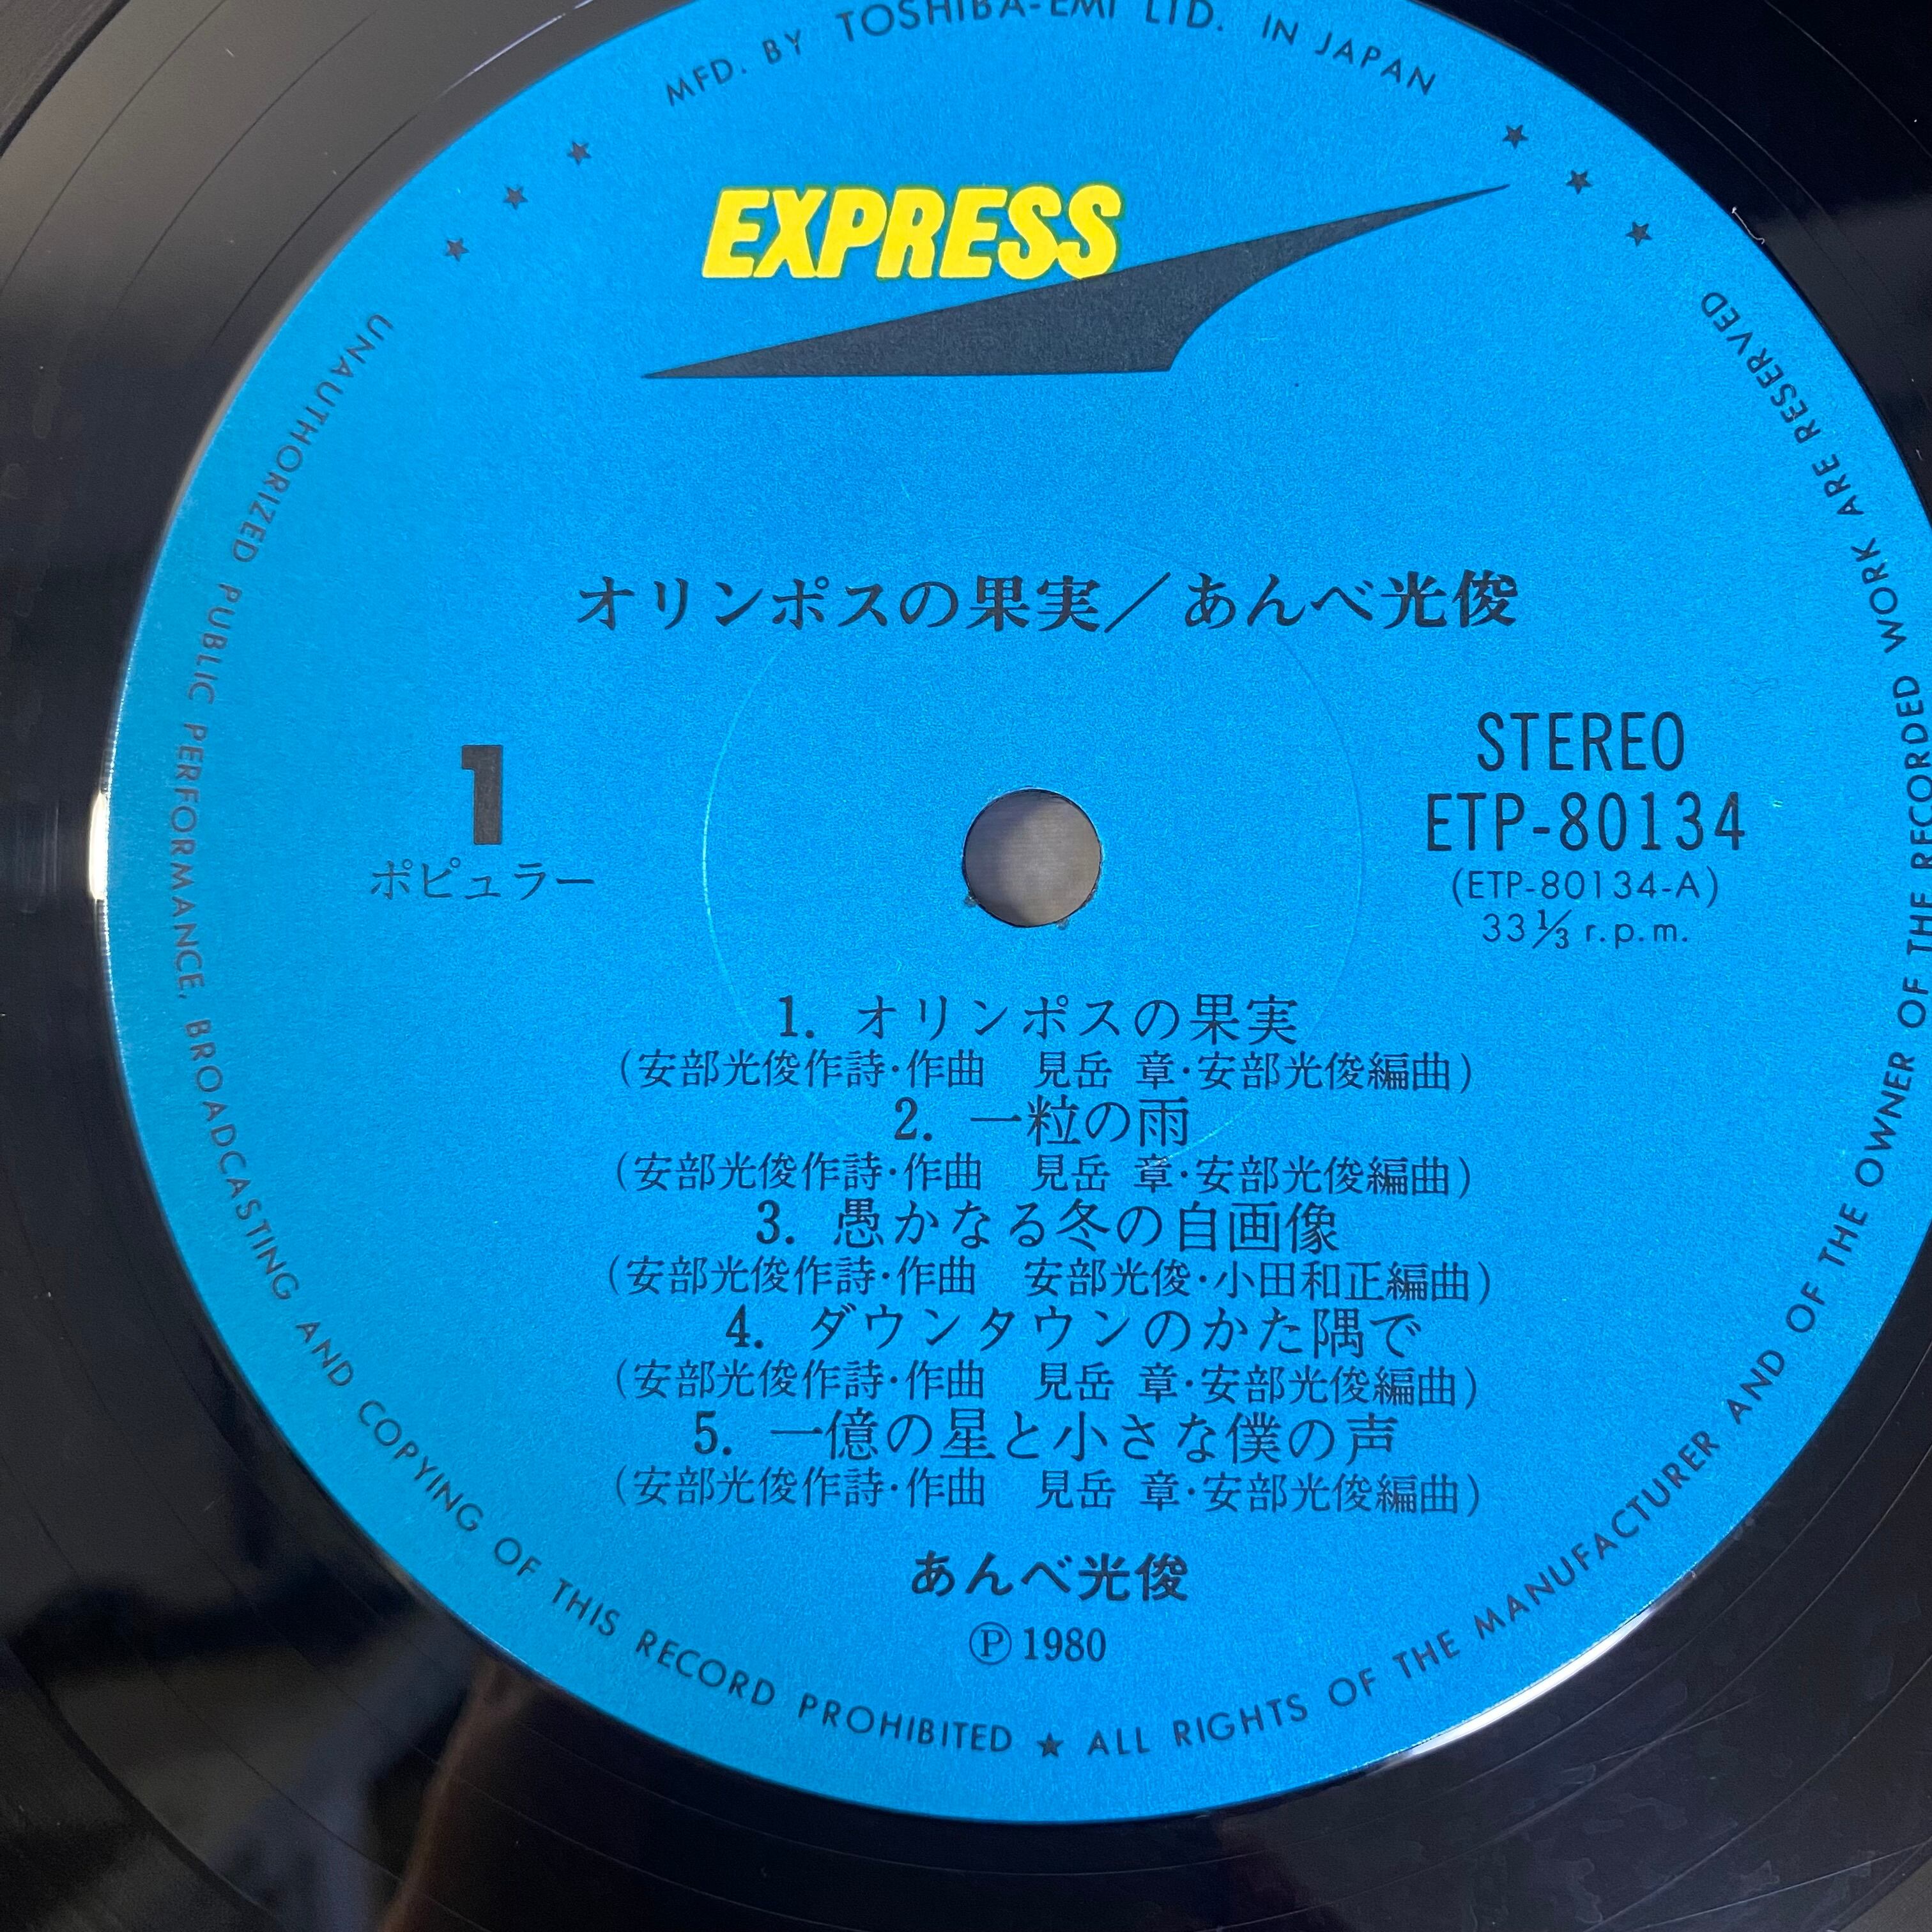 MFD. BY TOSHIBA-EMI LTD. IN JAPAN
EXPRESS
オリンポスの果実／あんべ光俊
1
ポピュラー
STEREO
ETP-80134
(ETP-80134-A)
33 1/3 r.p.m.
1. オリンポスの果実
(安部光俊作詩・作曲　見岳 章・安部光俊編曲)
2. 一粒の雨
(安部光俊作詩・作曲　見岳 章・安部光俊編曲)
3. 愚かなる冬の自画像
(安部光俊作詩・作曲　安部光俊・小田和正編曲)
4. ダウンタウンのかた隅で
(安部光俊作詩・作曲　見岳 章・安部光俊編曲)
5. 一億の星と小さな僕の声
(安部光俊作詩・作曲　見岳 章・安部光俊編曲)
あんべ光俊
Ⓟ 1980
UNAUTHORIZED PUBLIC PERFORMANCE, BROADCASTING AND COPYING OF THIS RECORD PROHIBITED ★ ALL RIGHTS OF THE MANUFACTURER AND OF THE OWNER OF THE RECORDED WORK ARE RESERVED